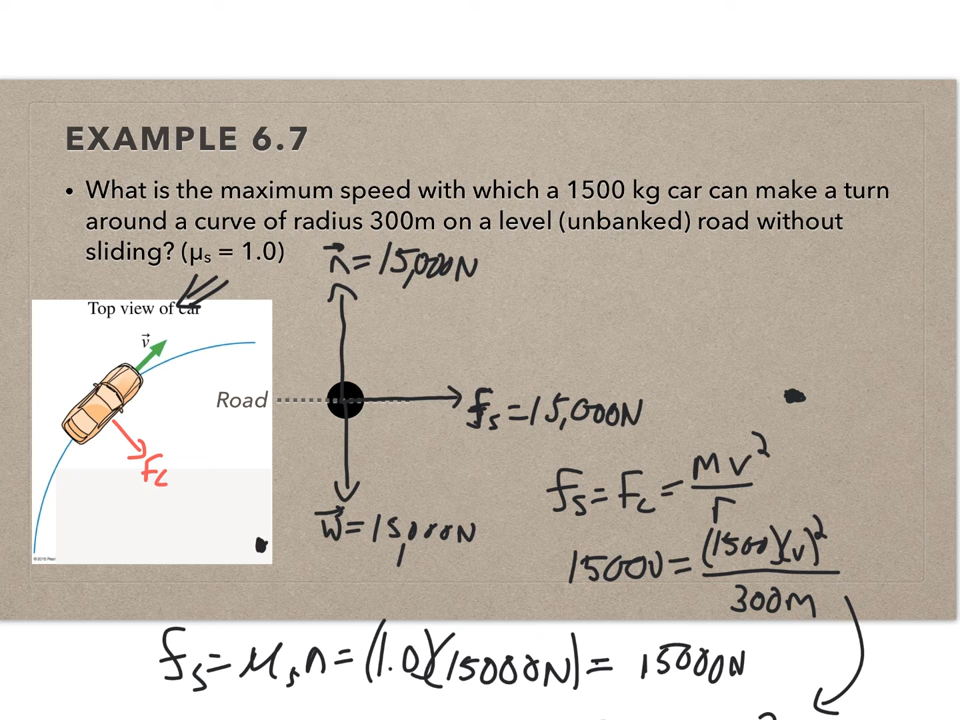 EXAMPLE 6.7
• What is the maximum speed with which a 1500 kg car can make a turn
around a curve of radius 300m on a level (unbanked) road without
sliding? (μₛ = 1.0)
n⃗ = 15,000N
Top view of car
v⃗
Road
fₛ = 15,000N
Fc
w⃗ = 15,000N
fₛ = Fc = mv²/r
15000 = (1500)(v)²/300m
fₛ = μₛn = (1.0)(15000N) = 15000N